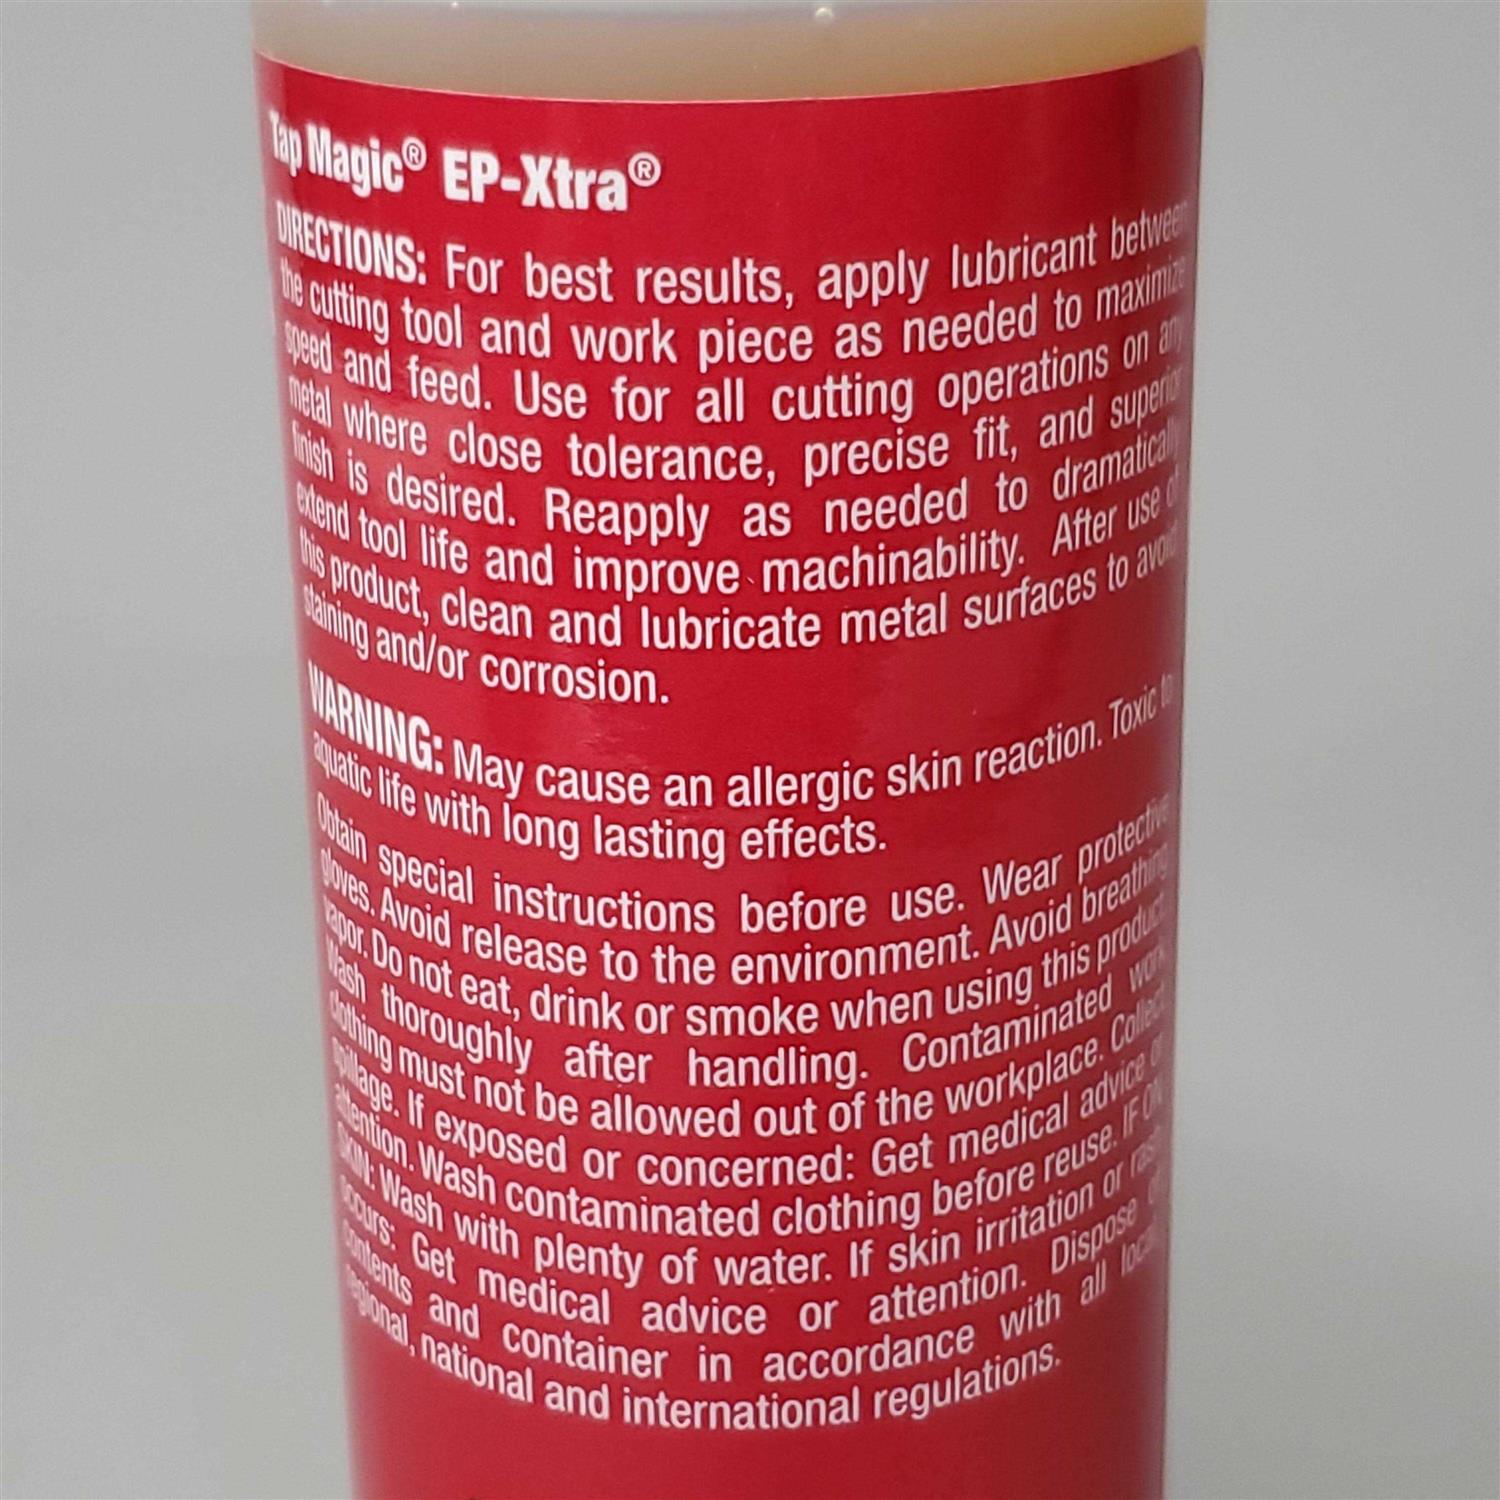 Tap Magic® EP-Xtra®
DIRECTIONS: For best results, apply lubricant between
the cutting tool and work piece as needed to maximize
speed and feed. Use for all cutting operations on any
metal where close tolerance, precise fit, and superior
finish is desired. Reapply as needed to dramatically
extend tool life and improve machinability. After use of
this product, clean and lubricate metal surfaces to avoid
staining and/or corrosion.
WARNING: May cause an allergic skin reaction. Toxic to
aquatic life with long lasting effects.
Obtain special instructions before use. Wear protective
gloves. Avoid release to the environment. Avoid breathing
vapor. Do not eat, drink or smoke when using this product.
Wash thoroughly after handling. Contaminated work
clothing must not be allowed out of the workplace. Collect
spillage. If exposed or concerned: Get medical advice or
attention. Wash contaminated clothing before reuse. IF ON
SKIN: Wash with plenty of water. If skin irritation or rash
occurs: Get medical advice or attention. Dispose of
contents and container in accordance with all local,
regional, national and international regulations.